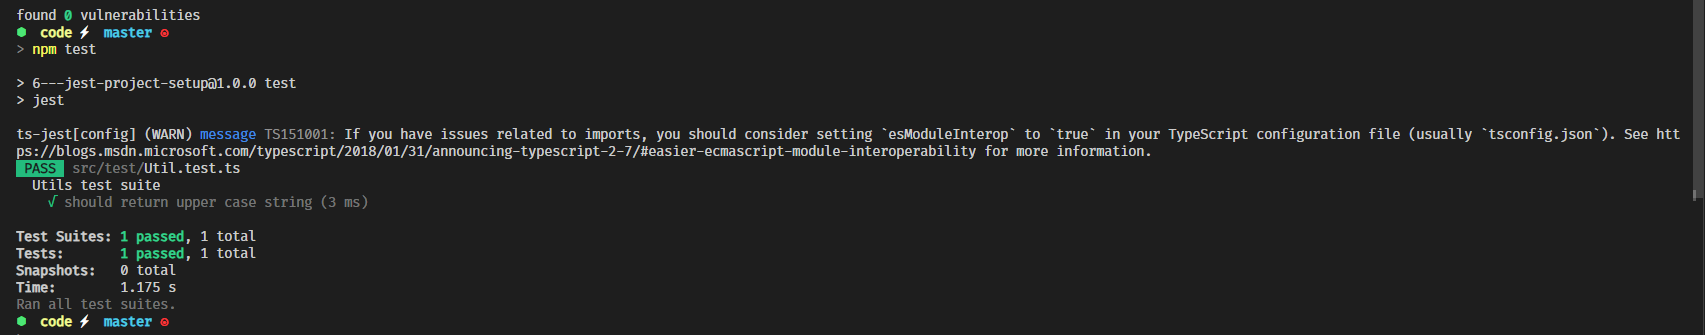 found 0 vulnerabilities
code master
> npm test
> 6---jest-project-setup@1.0.0 test
> jest
ts-jest[config] (WARN) message TS151001: If you have issues related to imports, you should consider setting `esModuleInterop` to `true` in your TypeScript configuration file (usually `tsconfig.json`). See htt
ps://blogs.msdn.microsoft.com/typescript/2018/01/31/announcing-typescript-2-7/#easier-ecmascript-module-interoperability for more information.
PASS src/test/Util.test.ts
Utils test suite
√ should return upper case string (3 ms)
Test Suites: 1 passed, 1 total
Tests: 1 passed, 1 total
Snapshots: 0 total
Time: 1.175 s
Ran all test suites.
code master